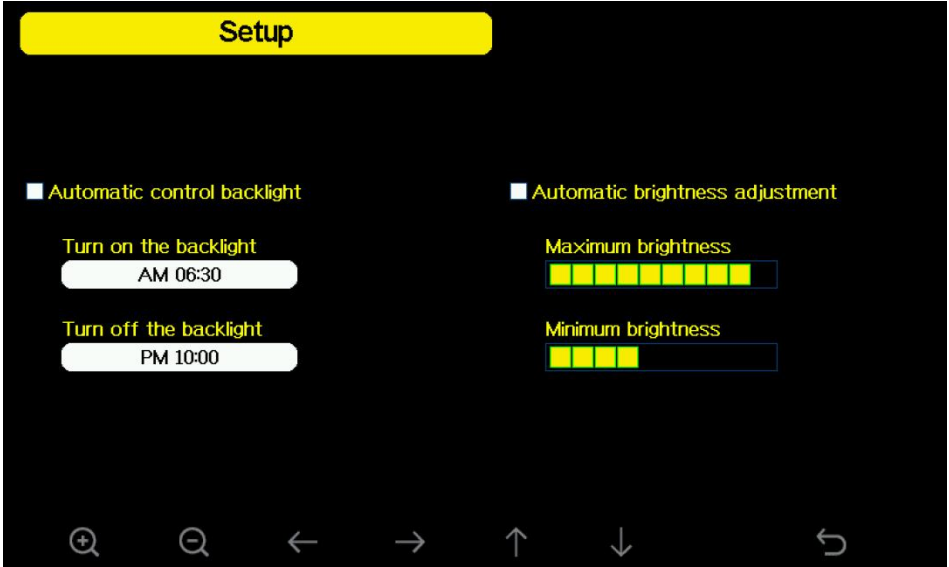 Setup
Automatic control backlight
Turn on the backlight
AM 06:30
Turn off the backlight
PM 10:00
Automatic brightness adjustment
Maximum brightness
Minimum brightness